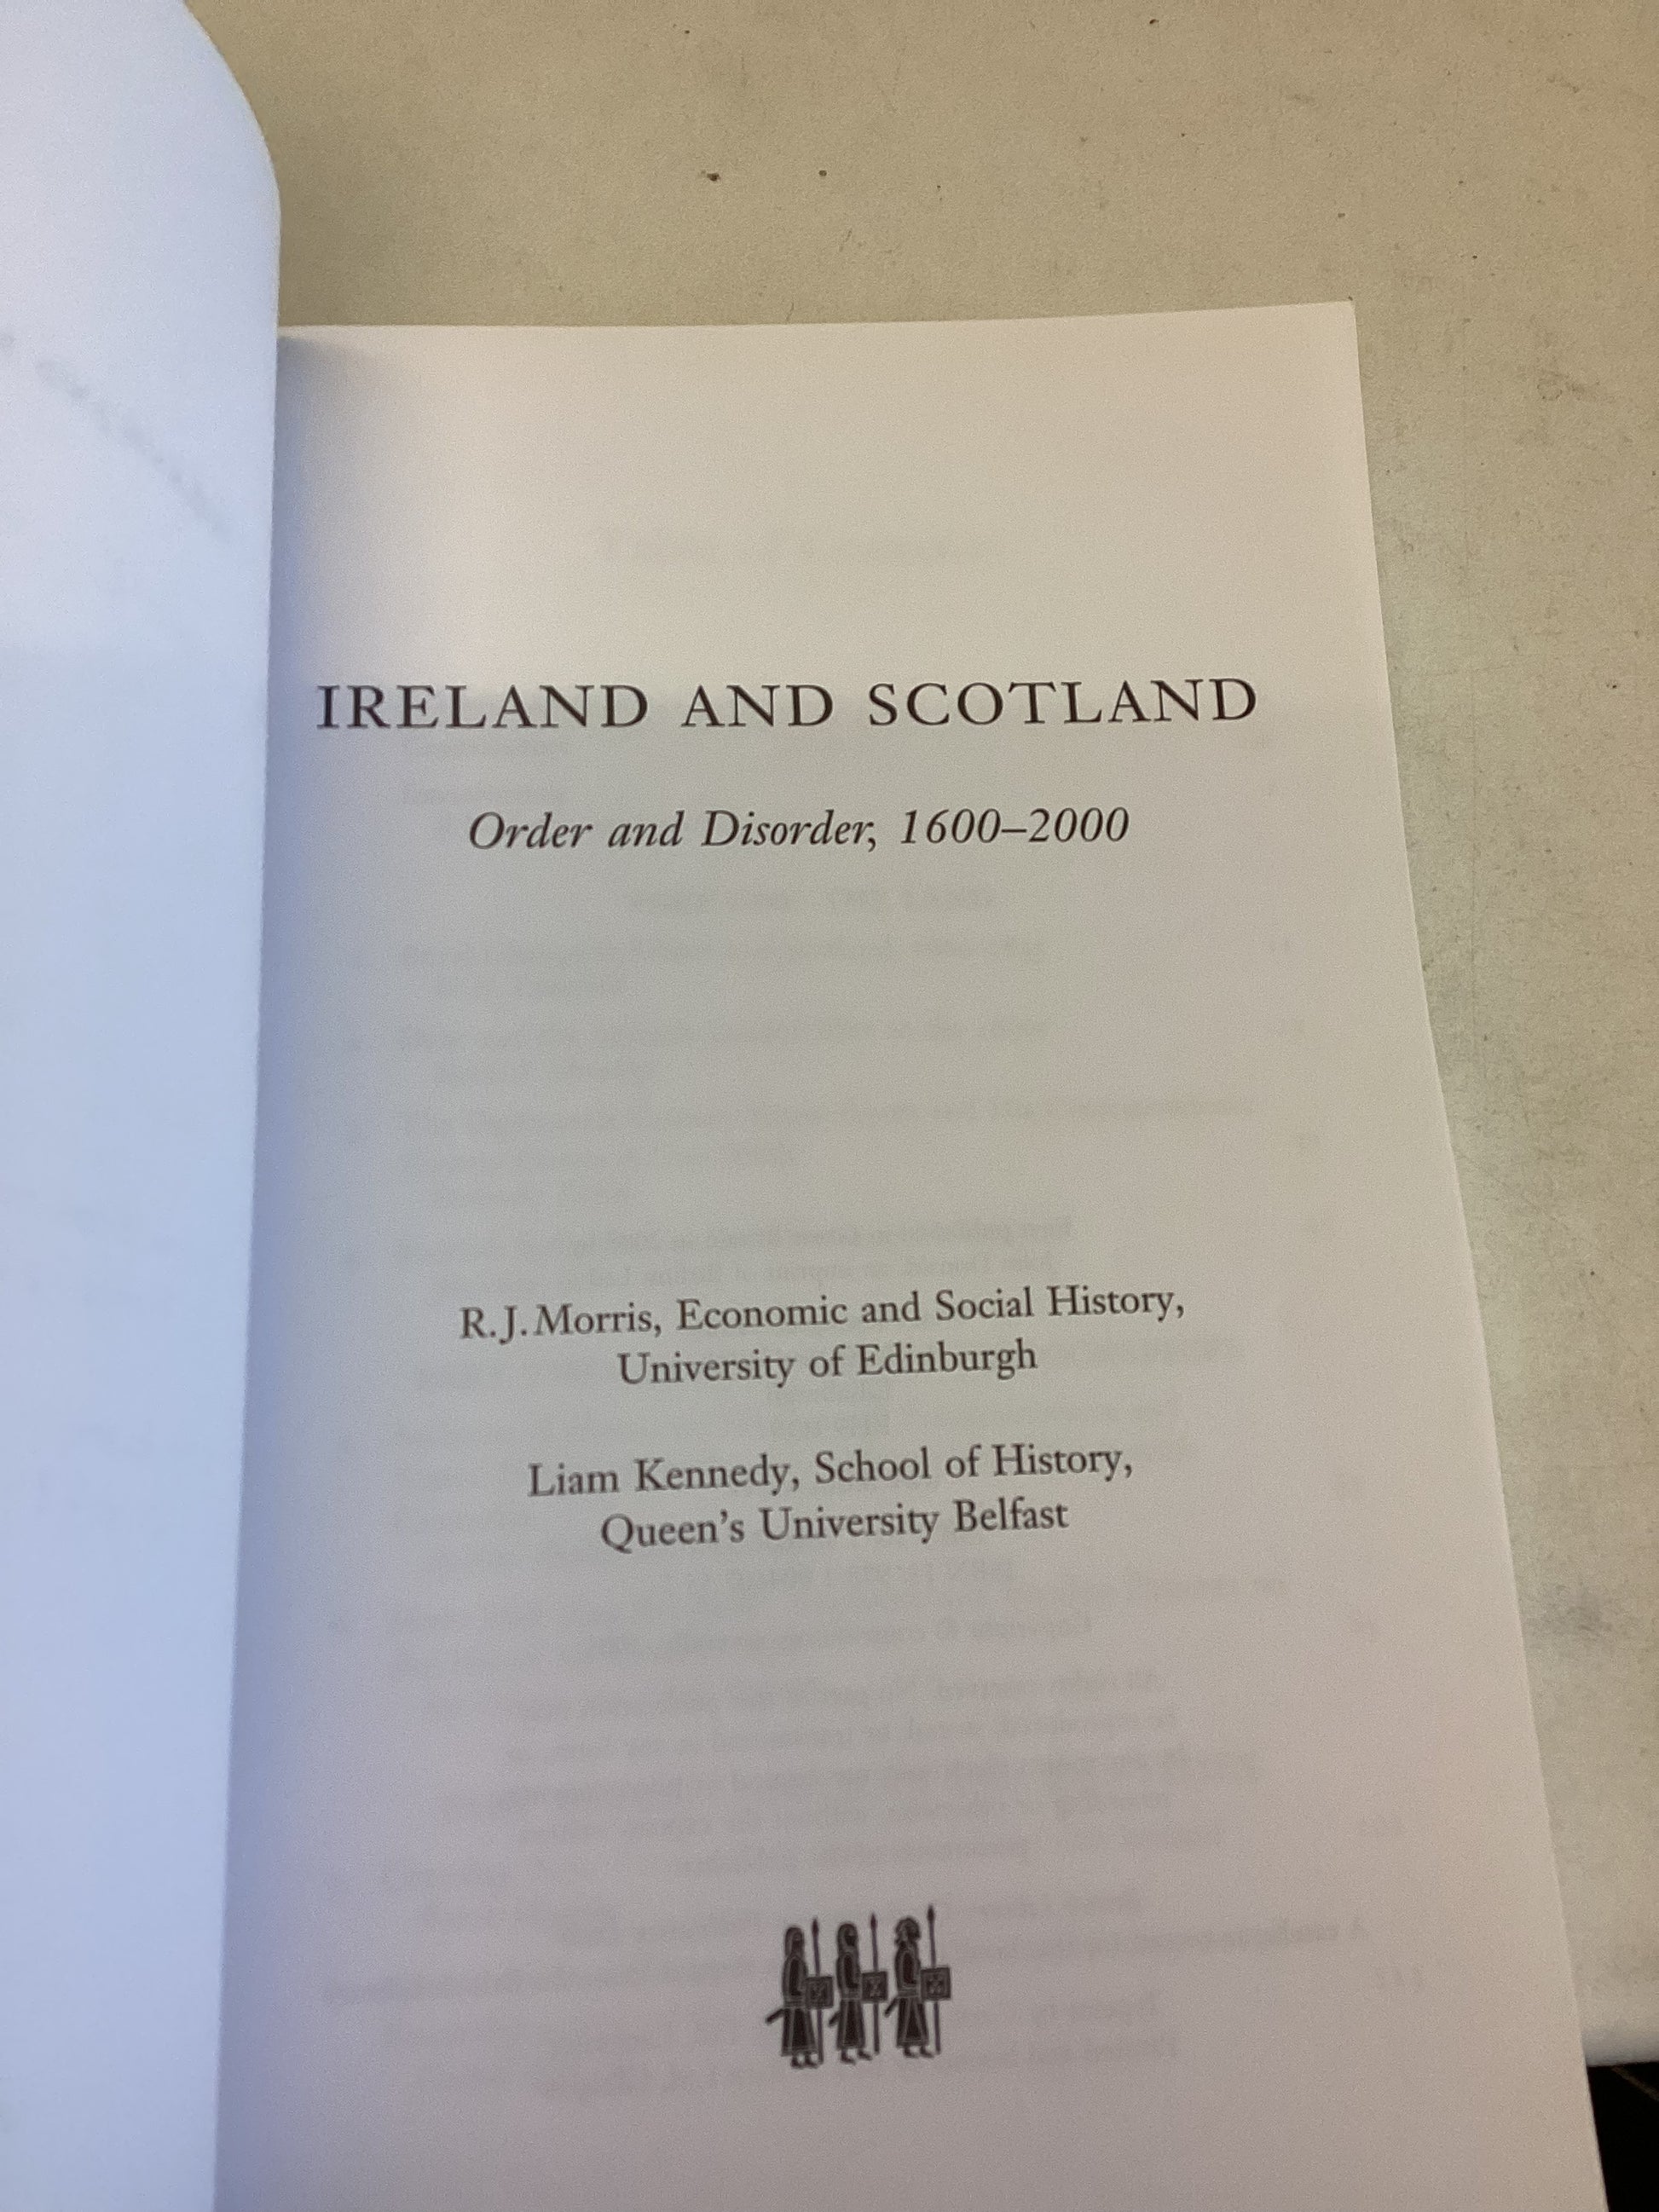 IRELAND AND SCOTLAND
Order and Disorder, 1600–2000
R.J.Morris, Economic and Social History,
University of Edinburgh
Liam Kennedy, School of History,
Queen's University Belfast